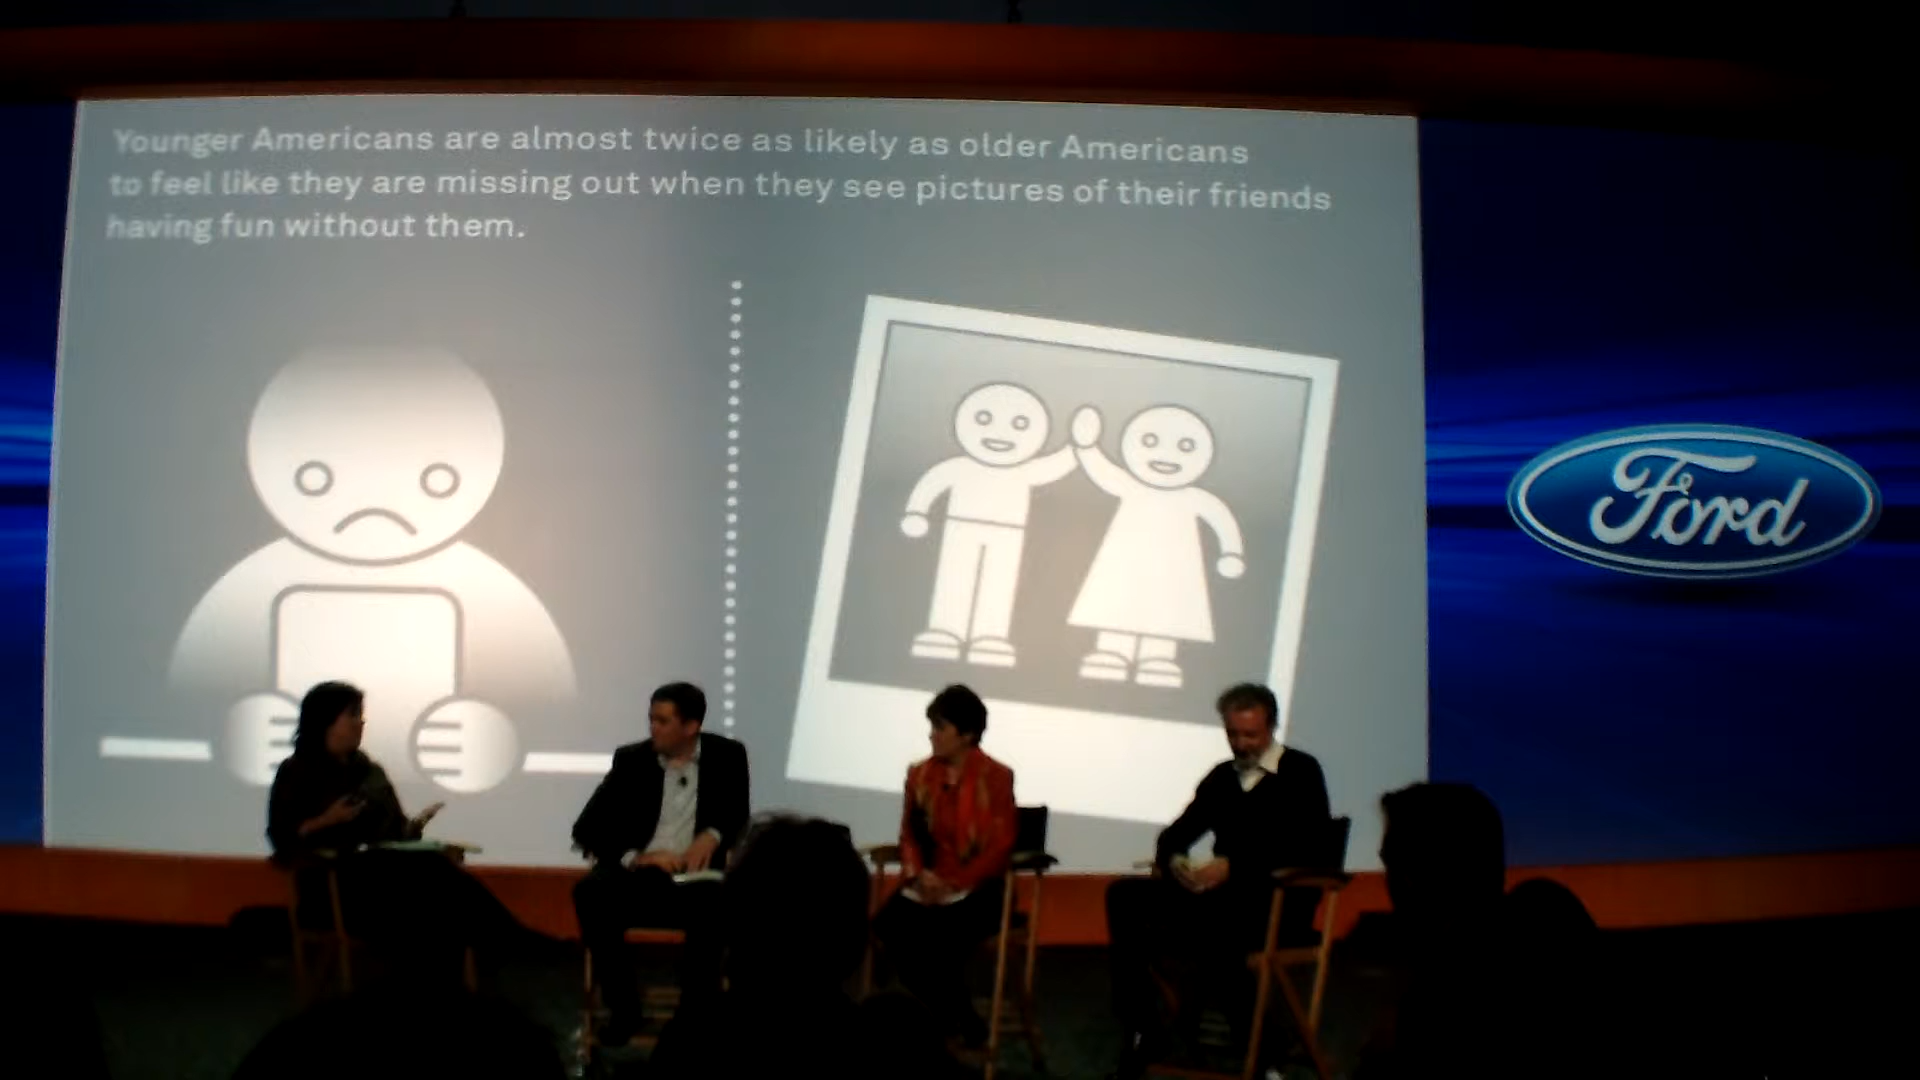 Younger Americans are almost twice as likely as older Americans
to feel like they are missing out when they see pictures of their friends
having fun without them.
Ford